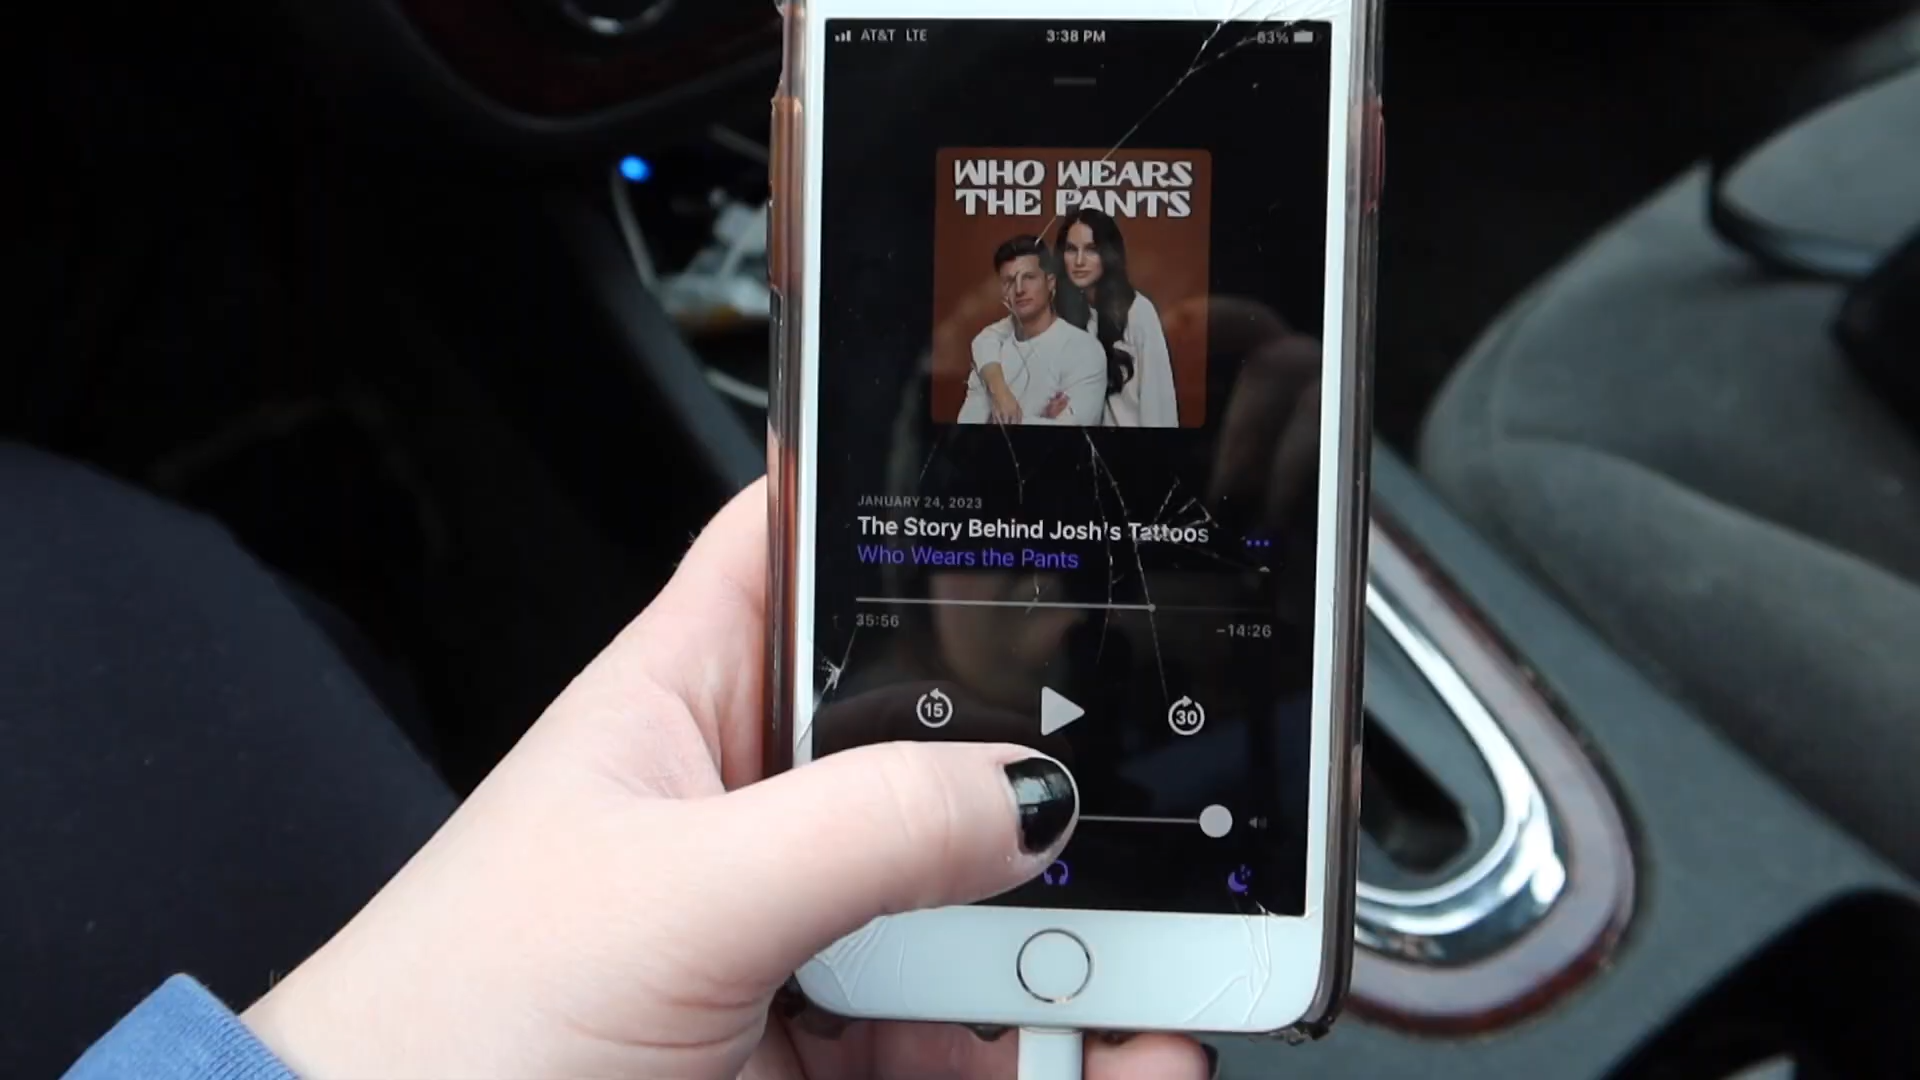 AT&T LTE 3:38 PM 83%
WHO WEARS
THE PANTS
JANUARY 24, 2023
The Story Behind Josh's Tattoos
Who Wears the Pants
35:56 -14:26
15 30